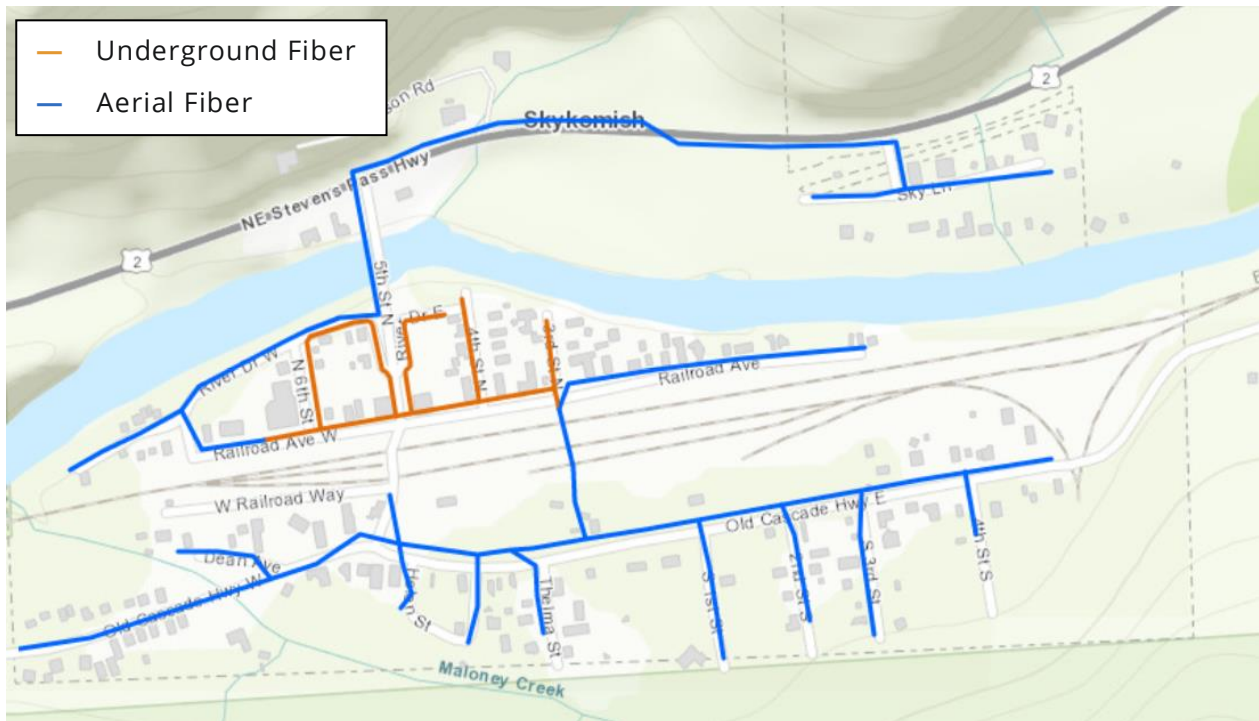 Underground Fiber
Aerial Fiber
son Rd
Skykomish
2
NE Stevens Pass Hwy
2
Sky Ln
5th St N
River Dr E
4th St N
3rd St N
River Dr W
N 6th St
Railroad Ave
Railroad Ave W
W Railroad Way
Old Cascade Hwy E
Dean Ave
Old Cascade Hwy W
Thelma St
S 1st St
2nd St S
S 3rd St
4th St S
Maloney Creek